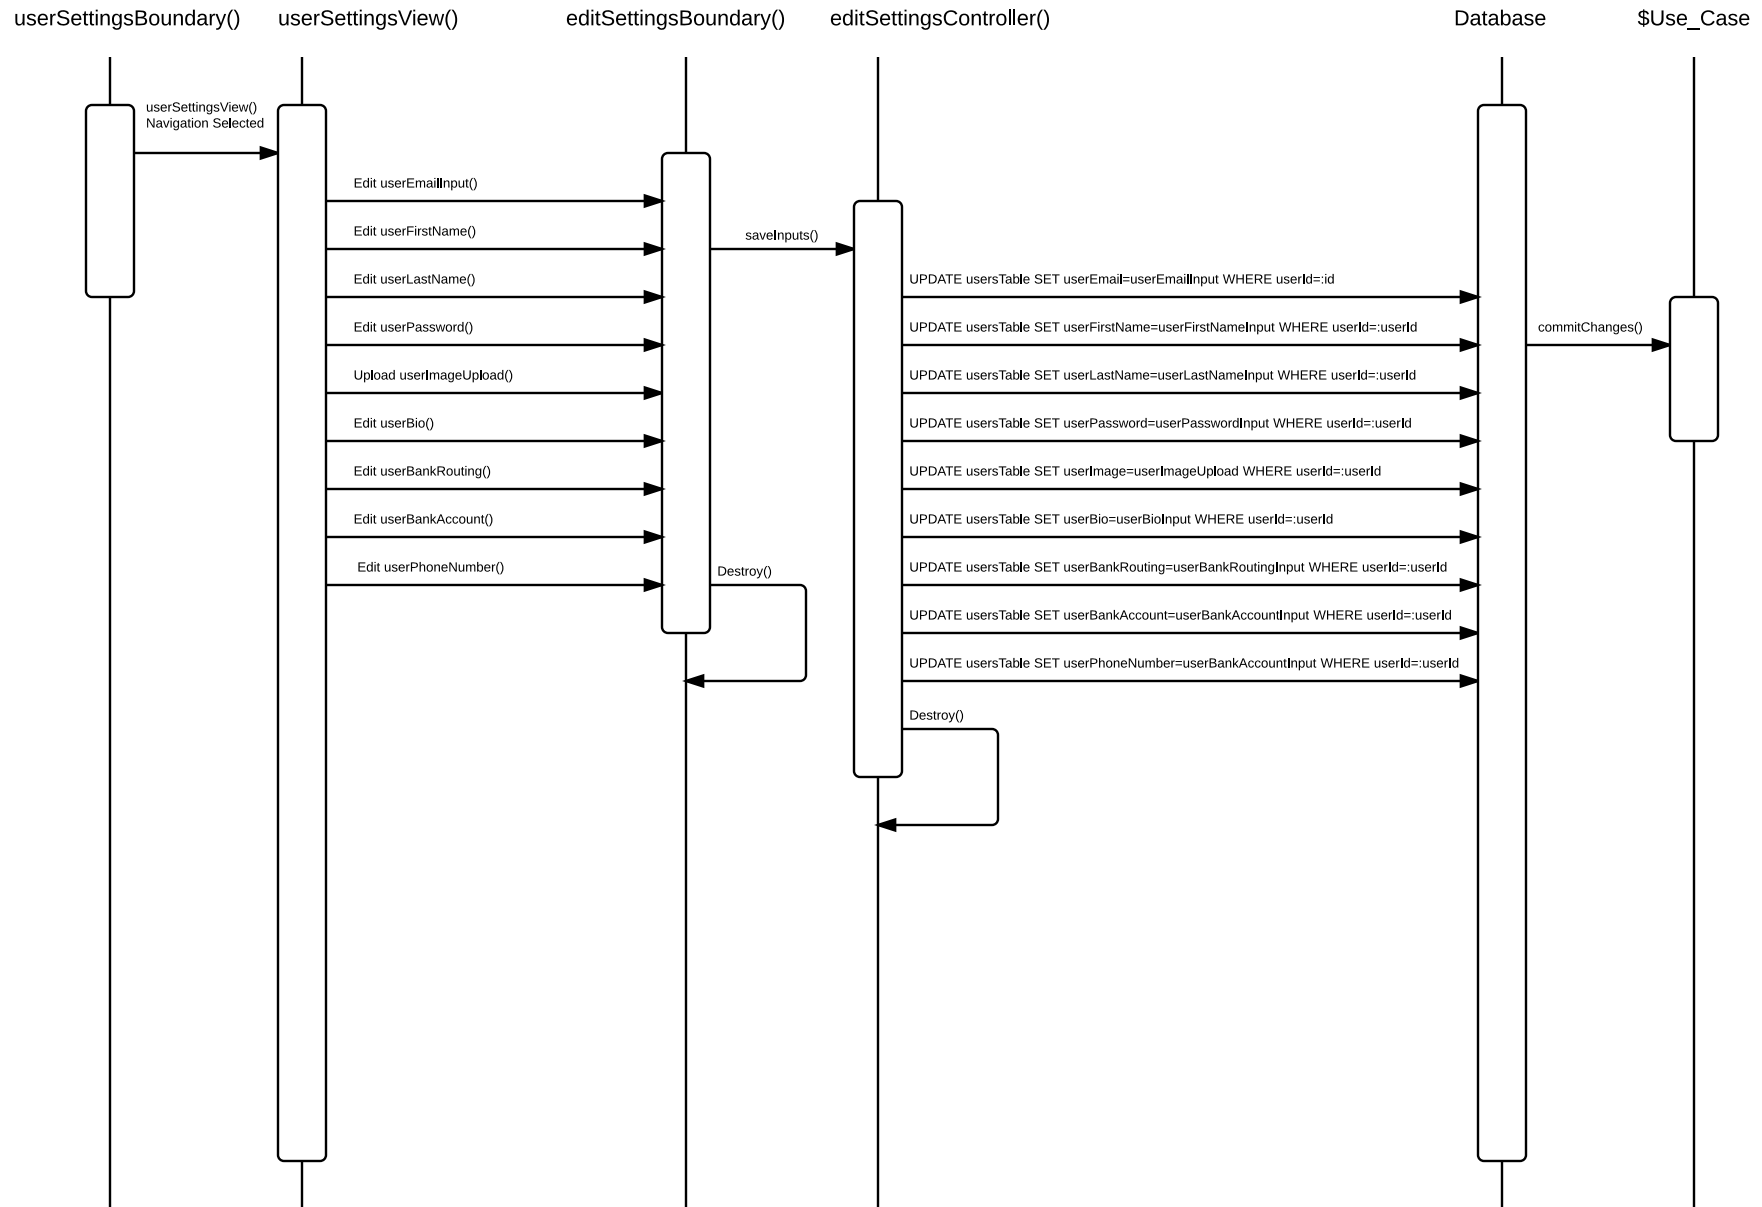 userSettingsBoundary()
userSettingsView()
editSettingsBoundary()
editSettingsController()
Database
$Use_Case
userSettingsView()
Navigation Selected
Edit userEmailInput()
Edit userFirstName()
saveInputs()
Edit userLastName()
UPDATE usersTable SET userEmail=userEmailInput WHERE userId=:id
Edit userPassword()
UPDATE usersTable SET userFirstName=userFirstNameInput WHERE userId=:userId
commitChanges()
Upload userImageUpload()
UPDATE usersTable SET userLastName=userLastNameInput WHERE userId=:userId
Edit userBio()
UPDATE usersTable SET userPassword=userPasswordInput WHERE userId=:userId
Edit userBankRouting()
UPDATE usersTable SET userImage=userImageUpload WHERE userId=:userId
Edit userBankAccount()
UPDATE usersTable SET userBio=userBioInput WHERE userId=:userId
Edit userPhoneNumber()
Destroy()
UPDATE usersTable SET userBankRouting=userBankRoutingInput WHERE userId=:userId
UPDATE usersTable SET userBankAccount=userBankAccountInput WHERE userId=:userId
UPDATE usersTable SET userPhoneNumber=userBankAccountInput WHERE userId=:userId
Destroy()